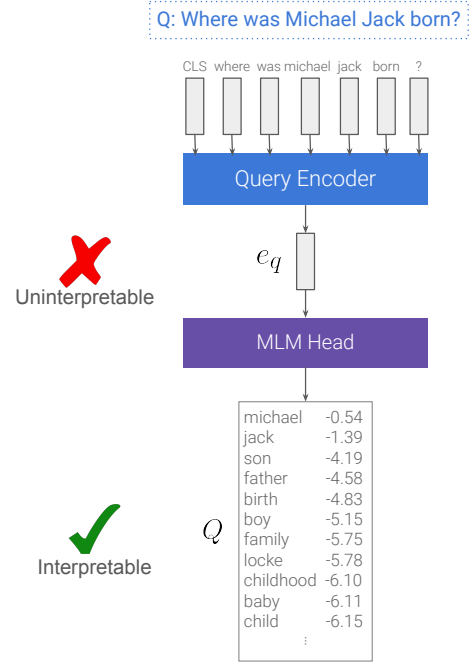 Q: Where was Michael Jack born?
CLS where was michael jack born ?
Query Encoder
e_q
Uninterpretable
MLM Head
michael -0.54
jack -1.39
son -4.19
father -4.58
birth -4.83
boy -5.15
Q
family -5.75
locke -5.78
Interpretable
childhood -6.10
baby -6.11
child -6.15
⋮